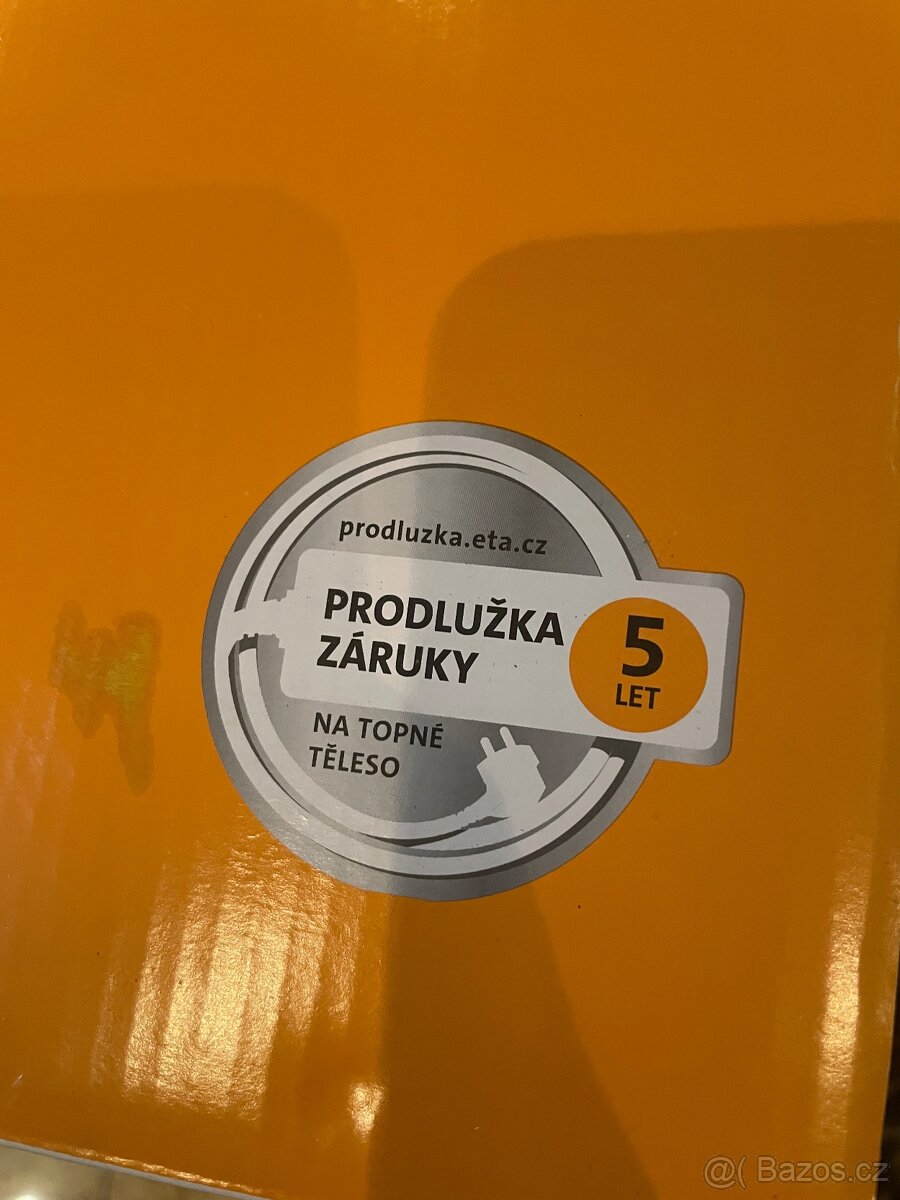 prodluzka.eta.cz
PRODLUŽKA
ZÁRUKY
5
LET
NA TOPNÉ
TĚLESO
@( Bazos.cz